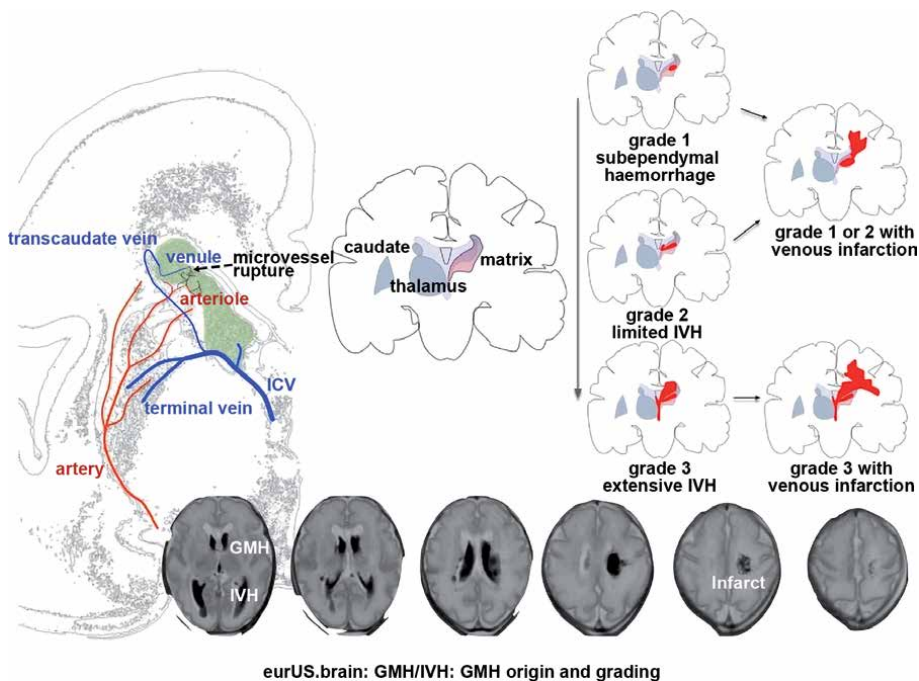 transcaudate vein
venule
microvessel
rupture
arteriole
ICV
terminal vein
artery
caudate
matrix
thalamus
grade 1
subependymal
haemorrhage
grade 1 or 2 with
venous infarction
grade 2
limited IVH
grade 3
extensive IVH
grade 3 with
venous infarction
GMH
IVH
Infarct
eurUS.brain: GMH/IVH: GMH origin and grading